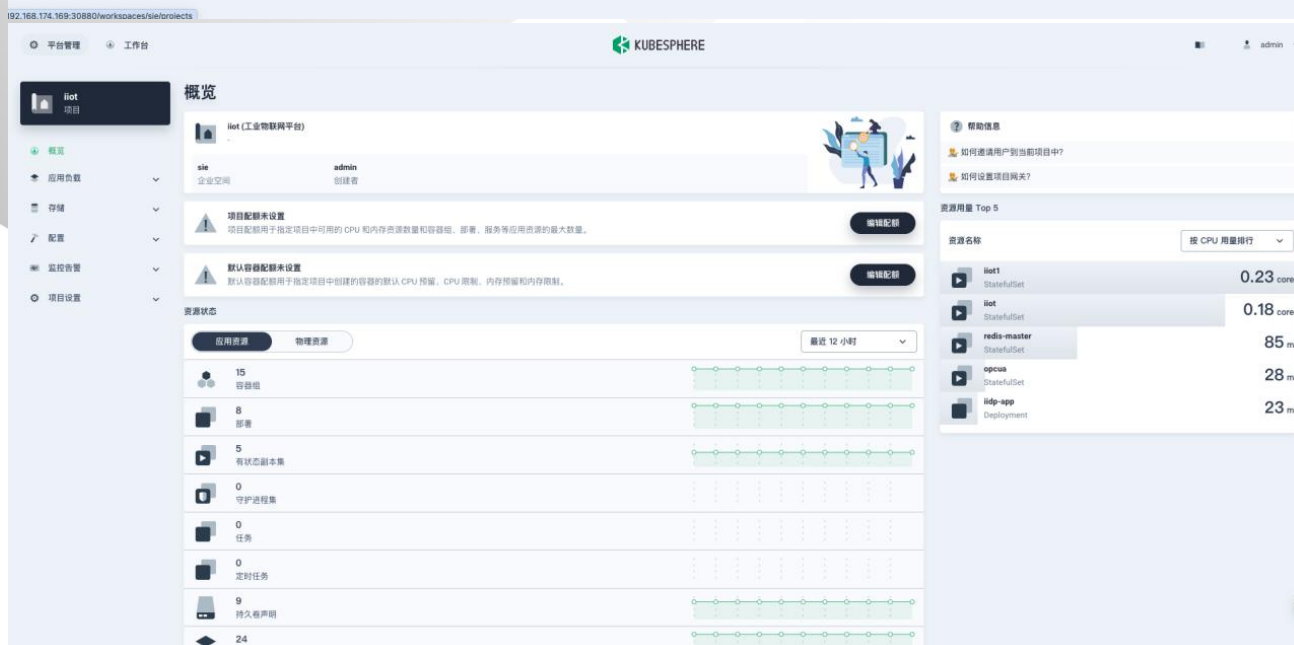 192.168.174.169:30880/workspaces/sie/projects
平台管理
工作台
KUBESPHERE
admin
iiot
项目
概览
应用负载
存储
配置
监控告警
项目设置
概览
iiot (工业物联网平台)
-
sie
企业空间
admin
创建者
项目配额未设置
项目配额用于指定项目中可用的 CPU 和内存资源数量和容器组、部署、服务等应用资源的最大数量。
编辑配额
默认容器配额未设置
默认容器配额用于指定项目中创建的容器的默认 CPU 预留、CPU 限制、内存预留和内存限制。
编辑配额
资源状态
应用资源
物理资源
最近 12 小时
15
容器组
8
部署
5
有状态副本集
0
守护进程集
0
任务
0
定时任务
9
持久卷声明
24
帮助信息
如何邀请用户到当前项目中?
如何设置项目网关?
资源用量 Top 5
资源名称
按 CPU 用量排行
iiot1
StatefulSet
0.23 core
iiot
StatefulSet
0.18 core
redis-master
StatefulSet
85 m
opcua
StatefulSet
28 m
iidp-app
Deployment
23 m